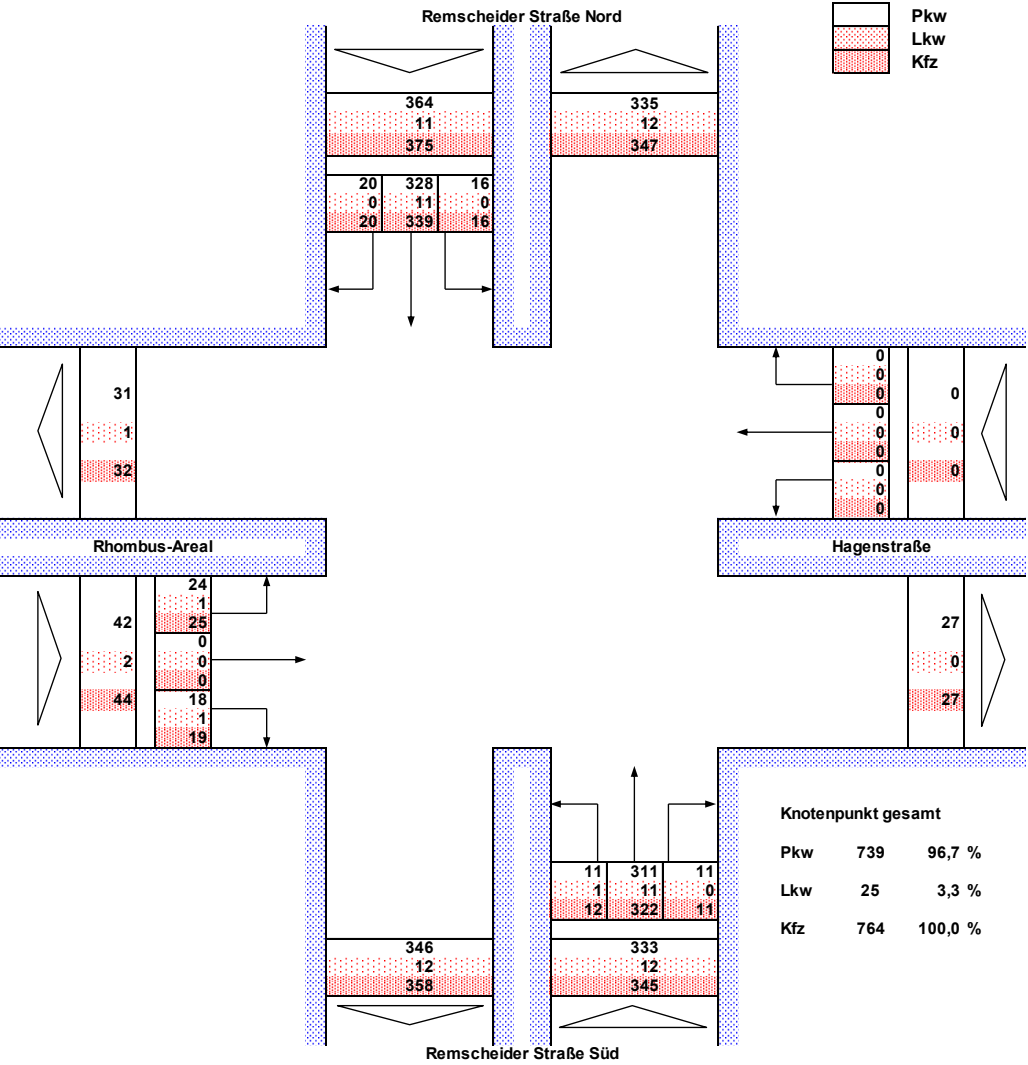 Remscheider Straße Nord
Pkw
Lkw
Kfz
364
11
375
335
12
347
20 328 16
0 11 0
20 339 16
31
1
32
0
0
0
0
0
0
0
0
0
0
0
0
Rhombus-Areal
Hagenstraße
42
2
44
24
1
25
0
0
0
18
1
19
27
0
27
Knotenpunkt gesamt
Pkw 739 96,7 %
Lkw 25 3,3 %
Kfz 764 100,0 %
11 311 11
1 11 0
12 322 11
346
12
358
333
12
345
Remscheider Straße Süd